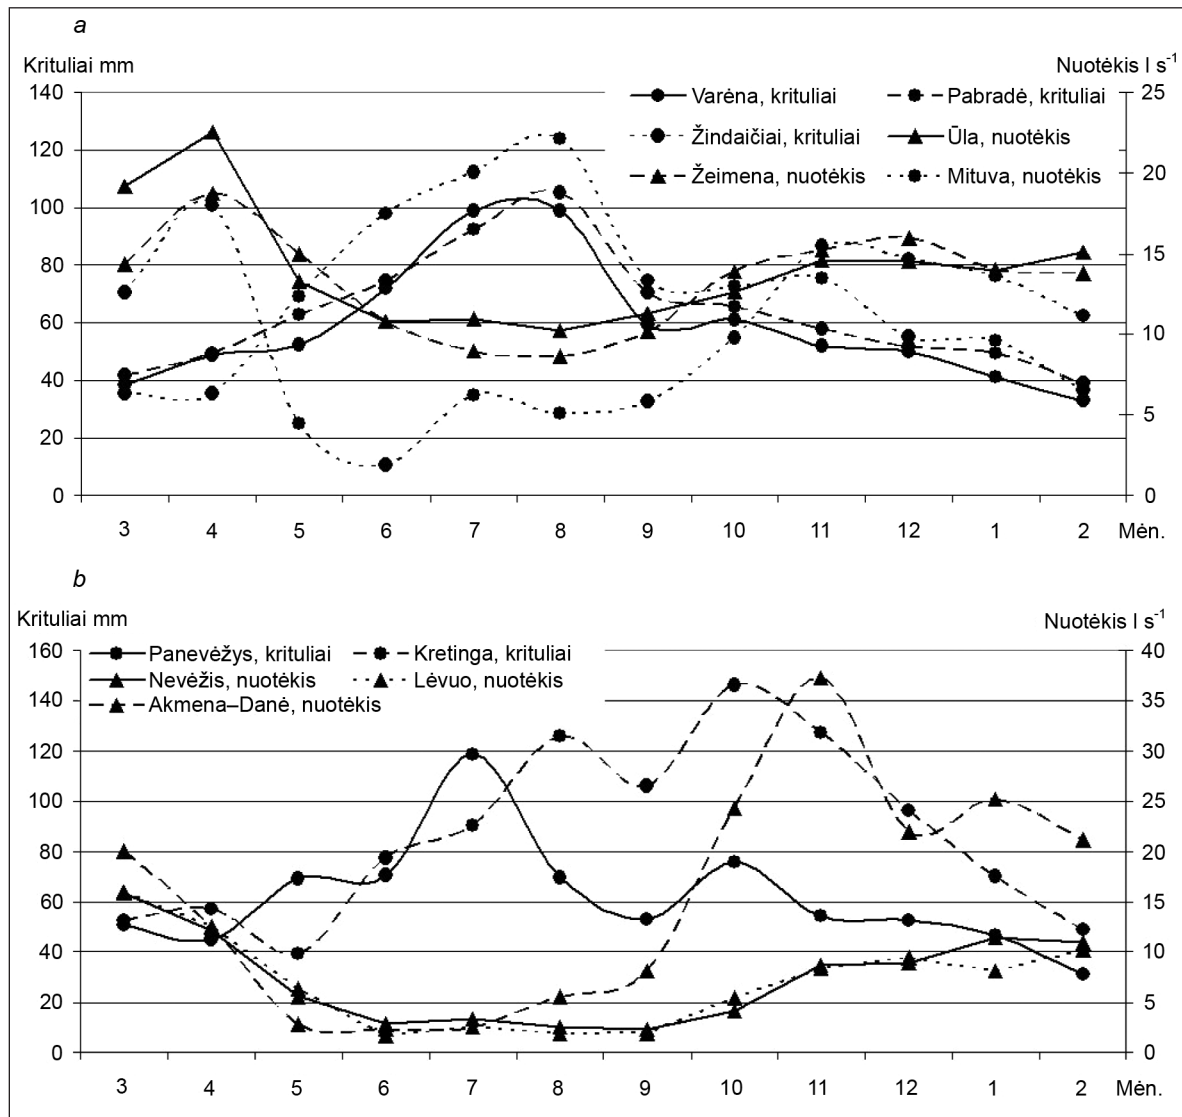 a
Krituliai mm
Nuotėkis l s-1
140
120
100
80
60
40
20
0
25
20
15
10
5
0
Varėna, krituliai
Pabradė, krituliai
Žindaičiai, krituliai
Ūla, nuotėkis
Žeimena, nuotėkis
Mituva, nuotėkis
3 4 5 6 7 8 9 10 11 12 1 2 Mėn.
b
Krituliai mm
Nuotėkis l s-1
160
140
120
100
80
60
40
20
0
40
35
30
25
20
15
10
5
0
Panevėžys, krituliai
Kretinga, krituliai
Nevėžis, nuotėkis
Lėvuo, nuotėkis
Akmena–Danė, nuotėkis
3 4 5 6 7 8 9 10 11 12 1 2 Mėn.